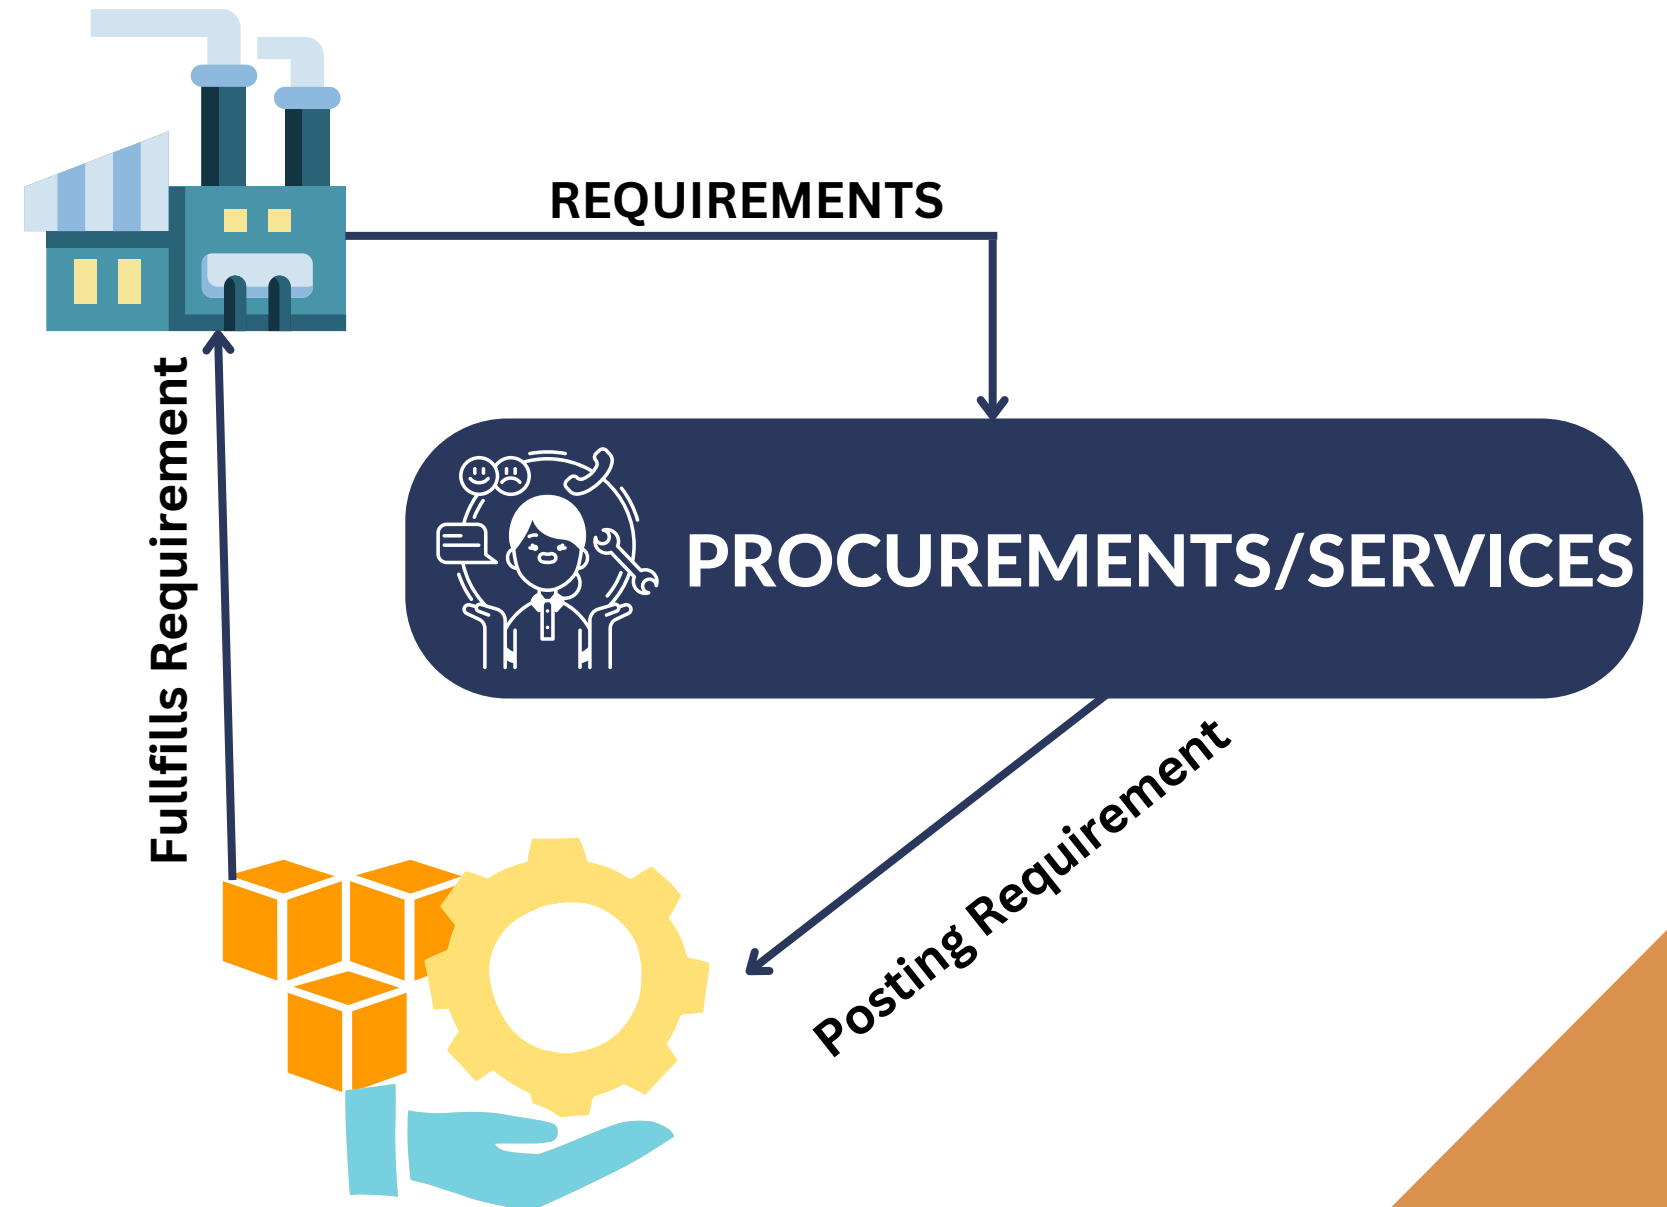 REQUIREMENTS
Fullfills Requirement
PROCUREMENTS/SERVICES
Posting Requirement